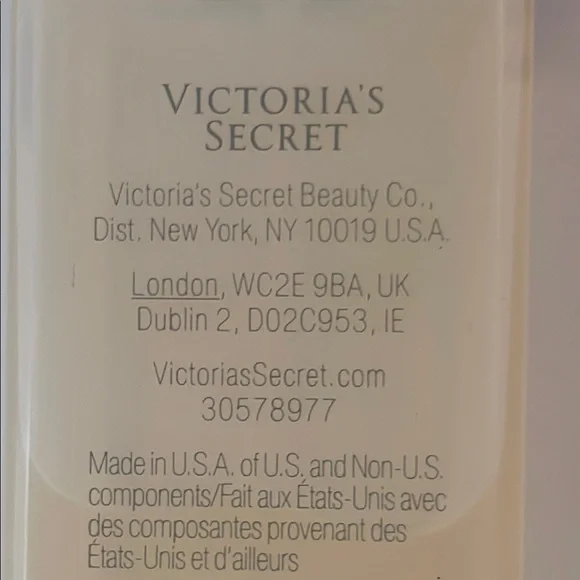 VICTORIA'S
SECRET
Victoria's Secret Beauty Co.,
Dist. New York, NY 10019 U.S.A.
London, WC2E 9BA, UK
Dublin 2, D02C953, IE
VictoriasSecret.com
30578977
Made in U.S.A. of U.S. and Non-U.S.
components/Fait aux États-Unis avec
des composantes provenant des
États-Unis et d'ailleurs